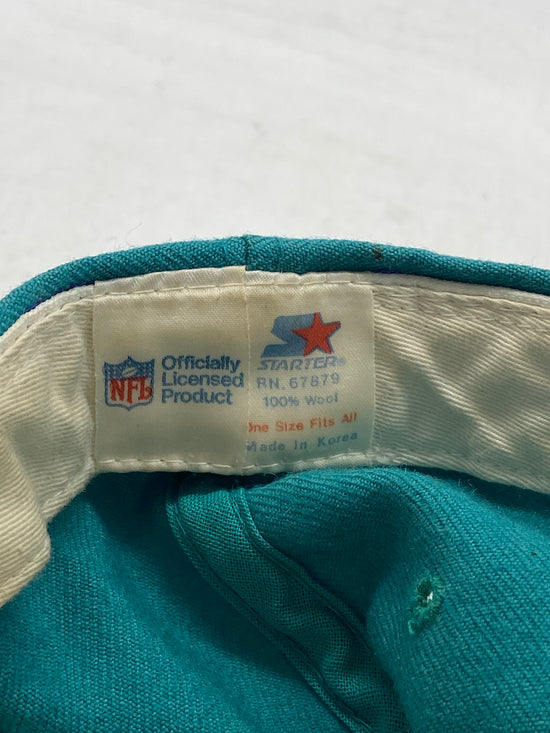 NFL
Officially
Licensed
Product
STARTER®
RN. 67879
100% Wool
One Size Fits All
Made In Korea